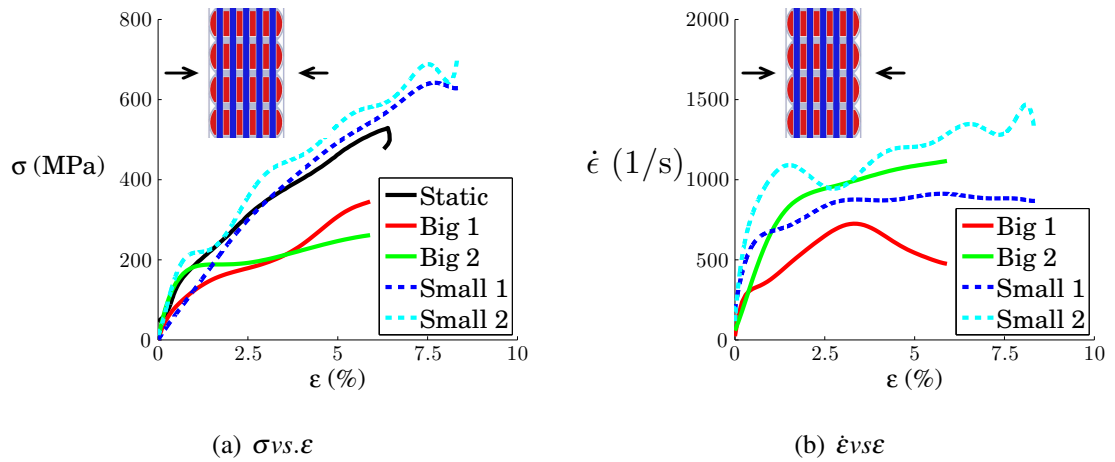 800
600
400
200
0
σ (MPa)
0 2.5 5 7.5 10
ε (%)
Static
Big 1
Big 2
Small 1
Small 2
(a) σvs.ε
2000
1500
1000
500
0
ϵ̇ (1/s)
0 2.5 5 7.5 10
ε (%)
Big 1
Big 2
Small 1
Small 2
(b) ε̇vsε